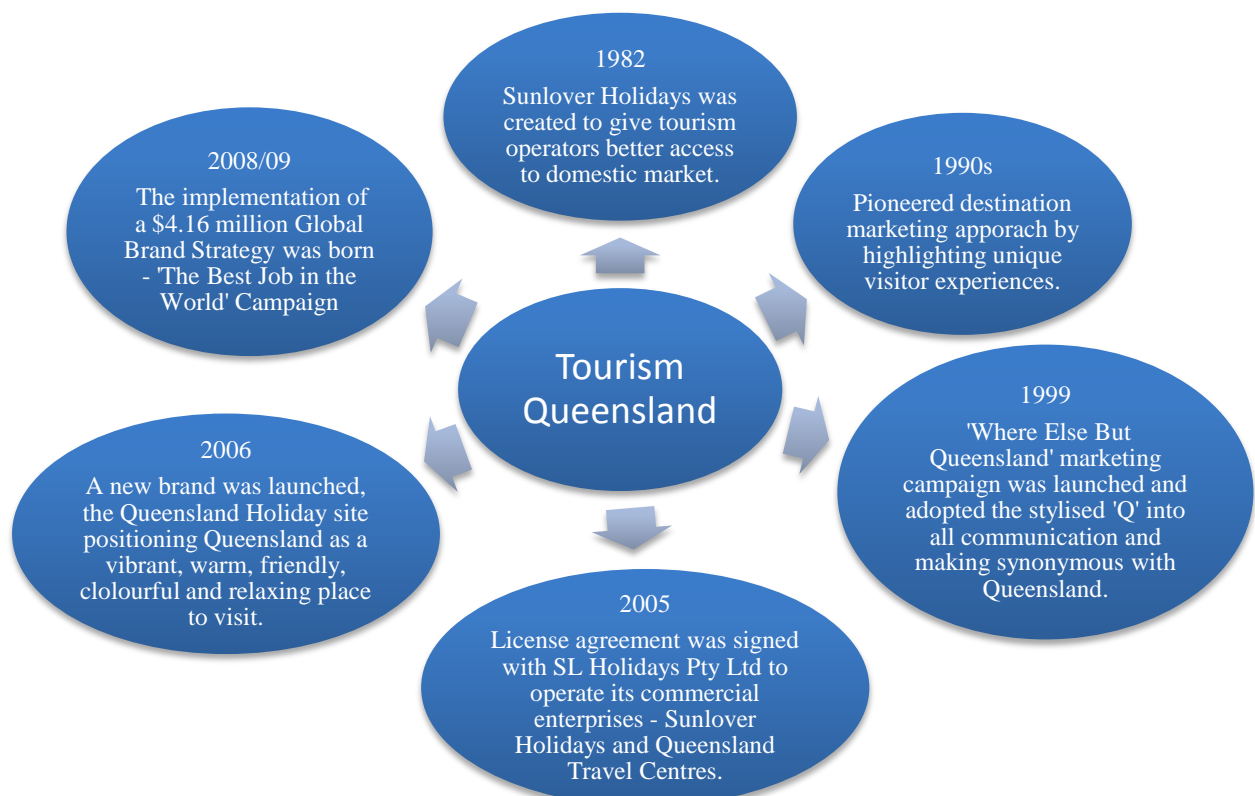 1982
Sunlover Holidays was
created to give tourism
operators better access
to domestic market.
1990s
Pioneered destination
marketing apporach by
highlighting unique
visitor experiences.
1999
'Where Else But
Queensland' marketing
campaign was launched and
adopted the stylised 'Q' into
all communication and
making synonymous with
Queensland.
2005
License agreement was signed
with SL Holidays Pty Ltd to
operate its commercial
enterprises - Sunlover
Holidays and Queensland
Travel Centres.
2006
A new brand was launched,
the Queensland Holiday site
positioning Queensland as a
vibrant, warm, friendly,
clolourful and relaxing place
to visit.
2008/09
The implementation of
a $4.16 million Global
Brand Strategy was born
- 'The Best Job in the
World' Campaign
Tourism
Queensland